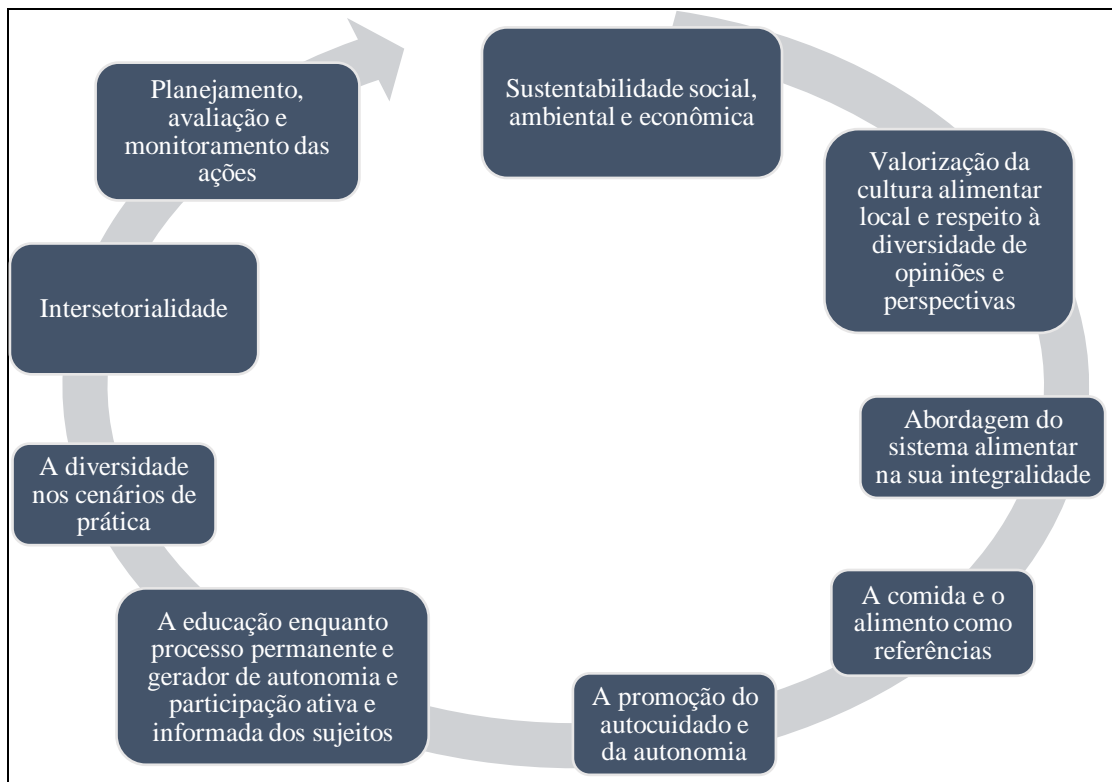 Sustentabilidade social,
ambiental e econômica
Valorização da
cultura alimentar
local e respeito à
diversidade de
opiniões e
perspectivas
Abordagem do
sistema alimentar
na sua integralidade
A comida e o
alimento como
referências
A promoção do
autocuidado e
da autonomia
A educação enquanto
processo permanente e
gerador de autonomia e
participação ativa e
informada dos sujeitos
A diversidade
nos cenários de
prática
Intersetorialidade
Planejamento,
avaliação e
monitoramento das
ações